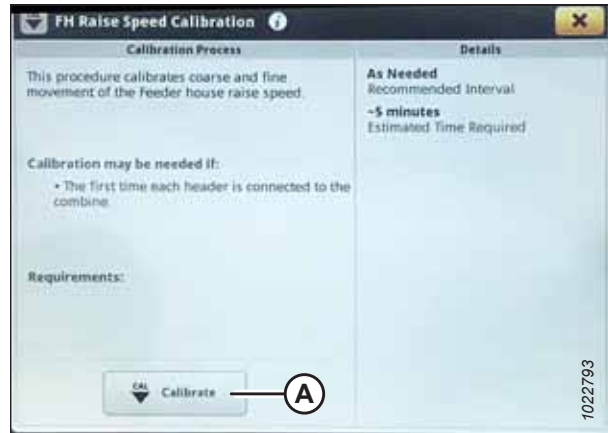 FH Raise Speed Calibration i
Calibration Process
Details
This procedure calibrates coarse and fine
movement of the Feeder house raise speed.
As Needed
Recommended Interval
~5 minutes
Estimated Time Required
Calibration may be needed if:
• The first time each header is connected to the
combine.
Requirements:
CAL
Calibrate
A
1022793